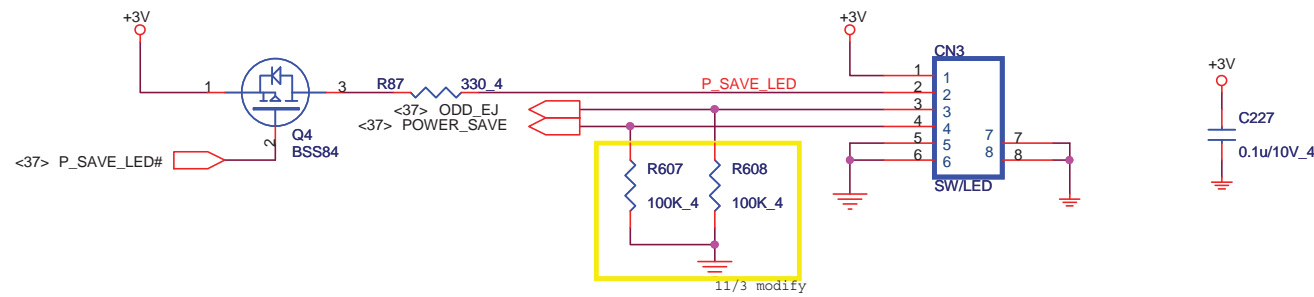 +3V
+3V
CN3
+3V
1
3
R87
330_4
P_SAVE_LED
1
1
2
2
<37> ODD_EJ
3
3
<37> POWER_SAVE
4
4
C227
0.1u/10V_4
Q4
BSS84
2
<37> P_SAVE_LED#
5
5
7
7
6
6
8
8
SW/LED
R607
100K_4
R608
100K_4
11/3 modify